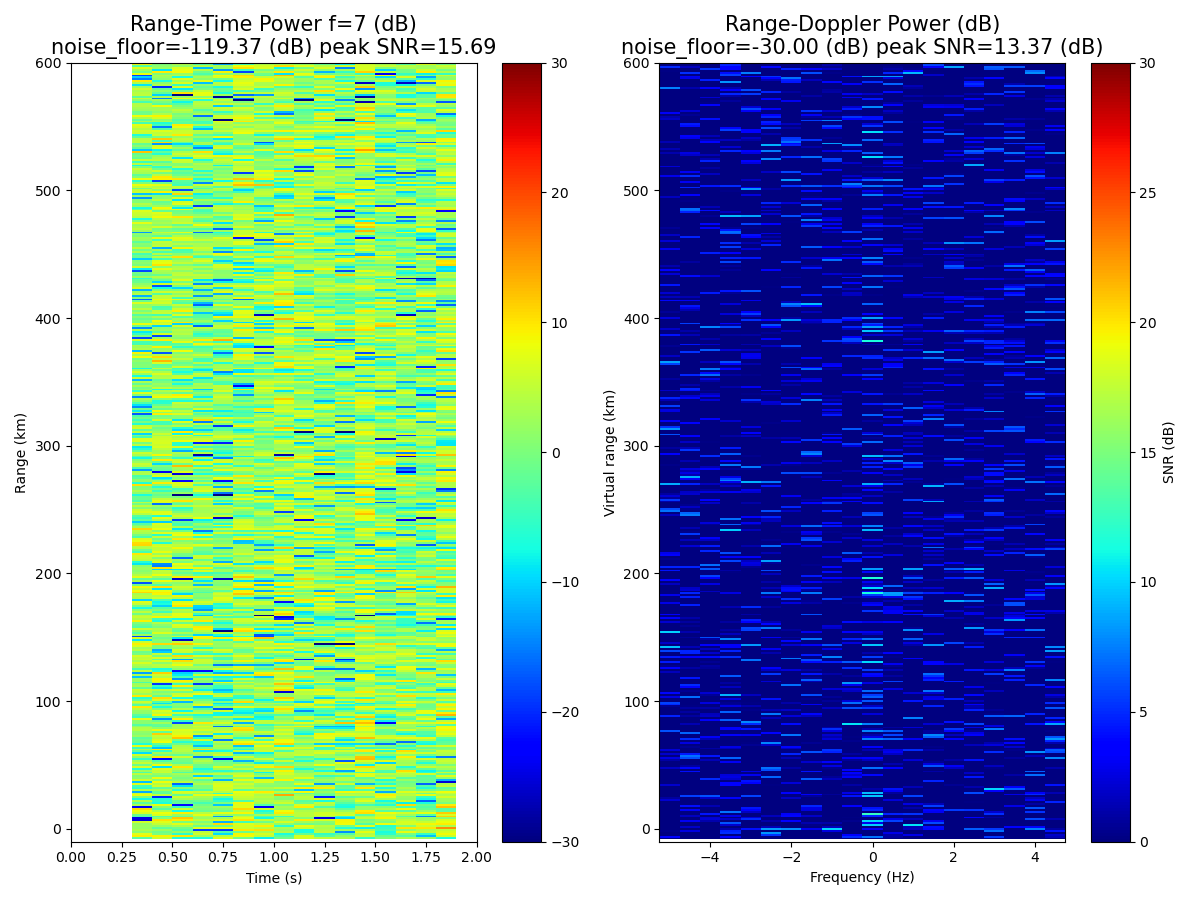 Range-Time Power f=7 (dB)
noise_floor=-119.37 (dB) peak SNR=15.69
Range (km)
600
500
400
300
200
100
0
0.00 0.25 0.50 0.75 1.00 1.25 1.50 1.75 2.00
Time (s)
30
20
10
0
−10
−20
−30
Range-Doppler Power (dB)
noise_floor=-30.00 (dB) peak SNR=13.37 (dB)
Virtual range (km)
600
500
400
300
200
100
0
−4 −2 0 2 4
Frequency (Hz)
30
25
20
15
10
5
0
SNR (dB)